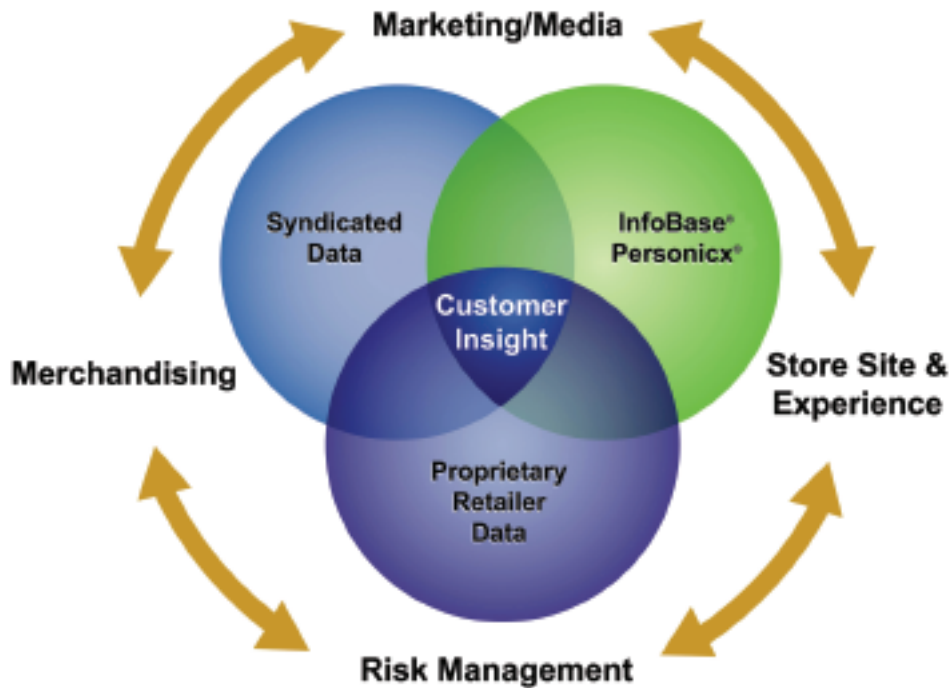 Marketing/Media
Syndicated
Data
InfoBase®
Personicx®
Customer
Insight
Merchandising
Store Site &
Experience
Proprietary
Retailer
Data
Risk Management